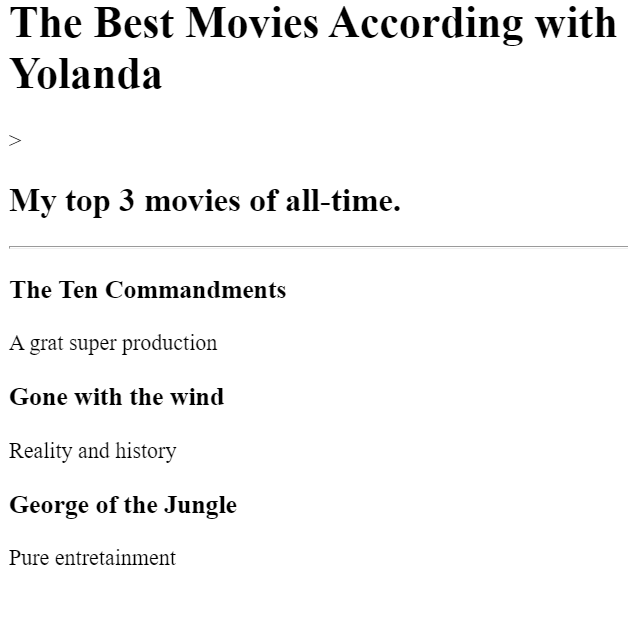 The Best Movies According with
Yolanda
>
My top 3 movies of all-time.
The Ten Commandments
A grat super production
Gone with the wind
Reality and history
George of the Jungle
Pure entretainment